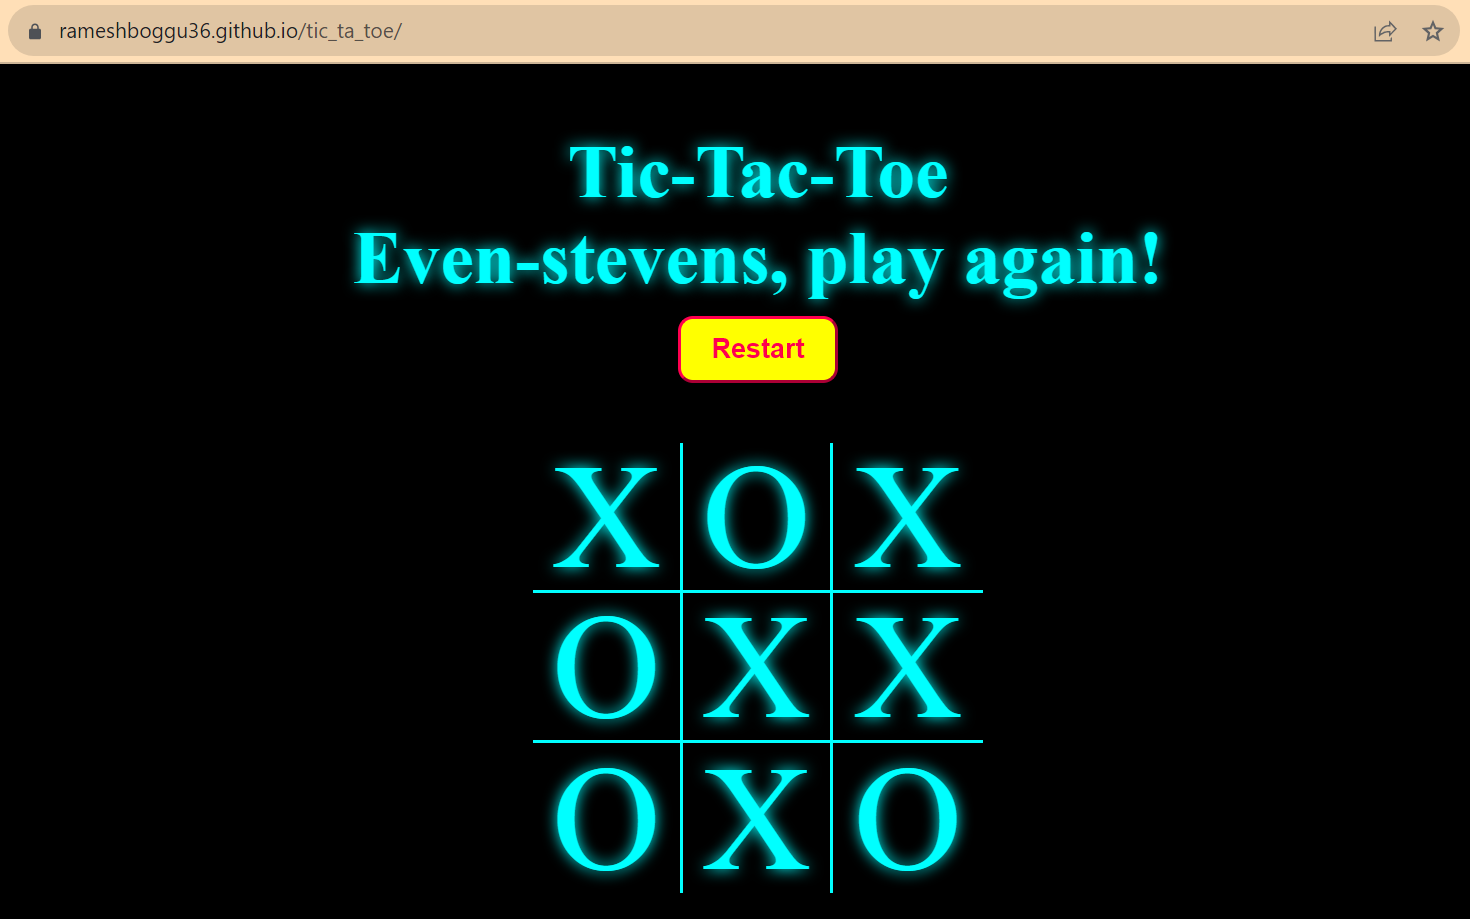 rameshboggu36.github.io/tic_ta_toe/
Tic-Tac-Toe
Even-stevens, play again!
Restart
X O X
O X X
O X O